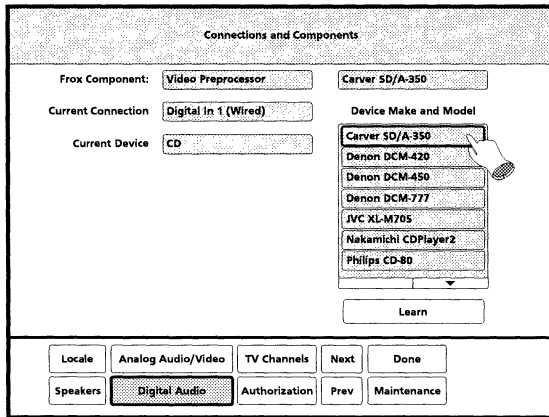 Connections and Components
Frox Component: Video Preprocessor Carver SD/A-350
Current Connection Digital In 1 (Wired) Device Make and Model
Current Device CD
Carver SD/A-350
Denon DCM-420
Denon DCM-450
Denon DCM-777
JVC XL-M705
Nakamichi CDPlayer2
Philips CD-80
Learn
Locale Analog Audio/Video TV Channels Next Done
Speakers Digital Audio Authorization Prev Maintenance